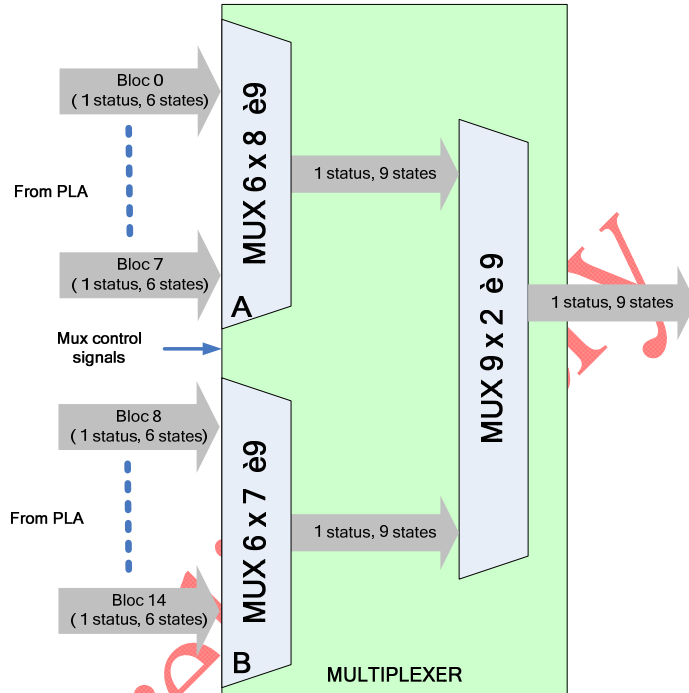 Bloc 0
( 1 status, 6 states)
From PLA
Bloc 7
( 1 status, 6 states)
MUX 6 x 8 è9
A
1 status, 9 states
Mux control
signals
MUX 9 x 2 è 9
1 status, 9 states
Bloc 8
( 1 status, 6 states)
From PLA
Bloc 14
( 1 status, 6 states)
MUX 6 x 7 è9
B
1 status, 9 states
MULTIPLEXER